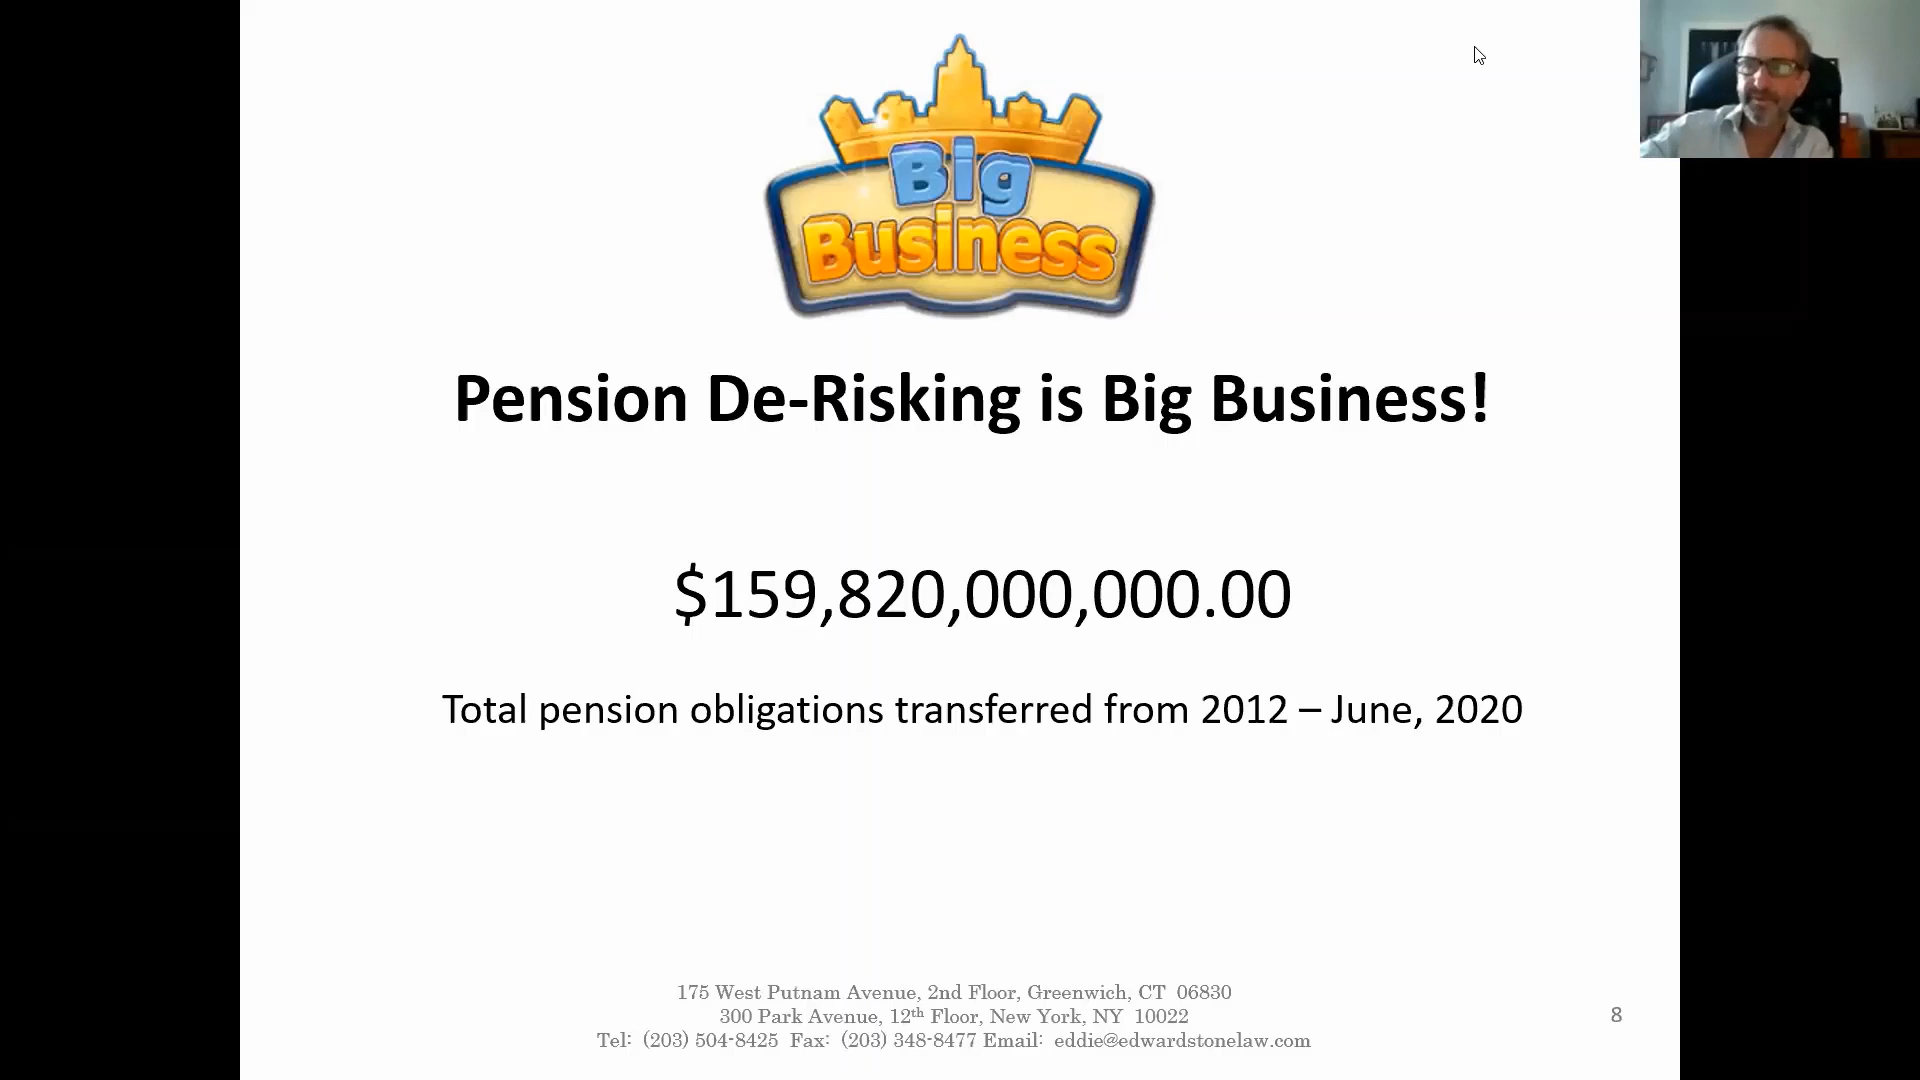 Big
Business
Pension De-Risking is Big Business!
$159,820,000,000.00
Total pension obligations transferred from 2012 – June, 2020
175 West Putnam Avenue, 2nd Floor, Greenwich, CT 06830
300 Park Avenue, 12th Floor, New York, NY 10022
Tel: (203) 504-8425 Fax: (203) 348-8477 Email: eddie@edwardstonelaw.com
8